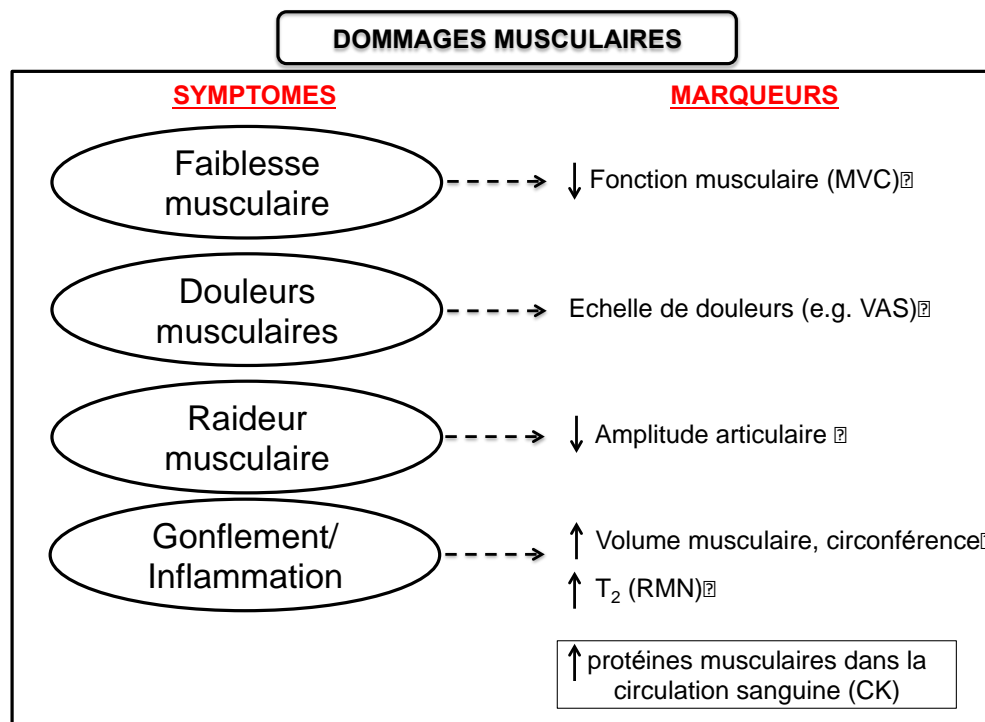 DOMMAGES MUSCULAIRES
SYMPTOMES
MARQUEURS
Faiblesse
musculaire
↓ Fonction musculaire (MVC)
Douleurs
musculaires
Echelle de douleurs (e.g. VAS)
Raideur
musculaire
↓ Amplitude articulaire
Gonflement/
Inflammation
↑ Volume musculaire, circonférence
↑ T₂ (RMN)
↑ protéines musculaires dans la
circulation sanguine (CK)